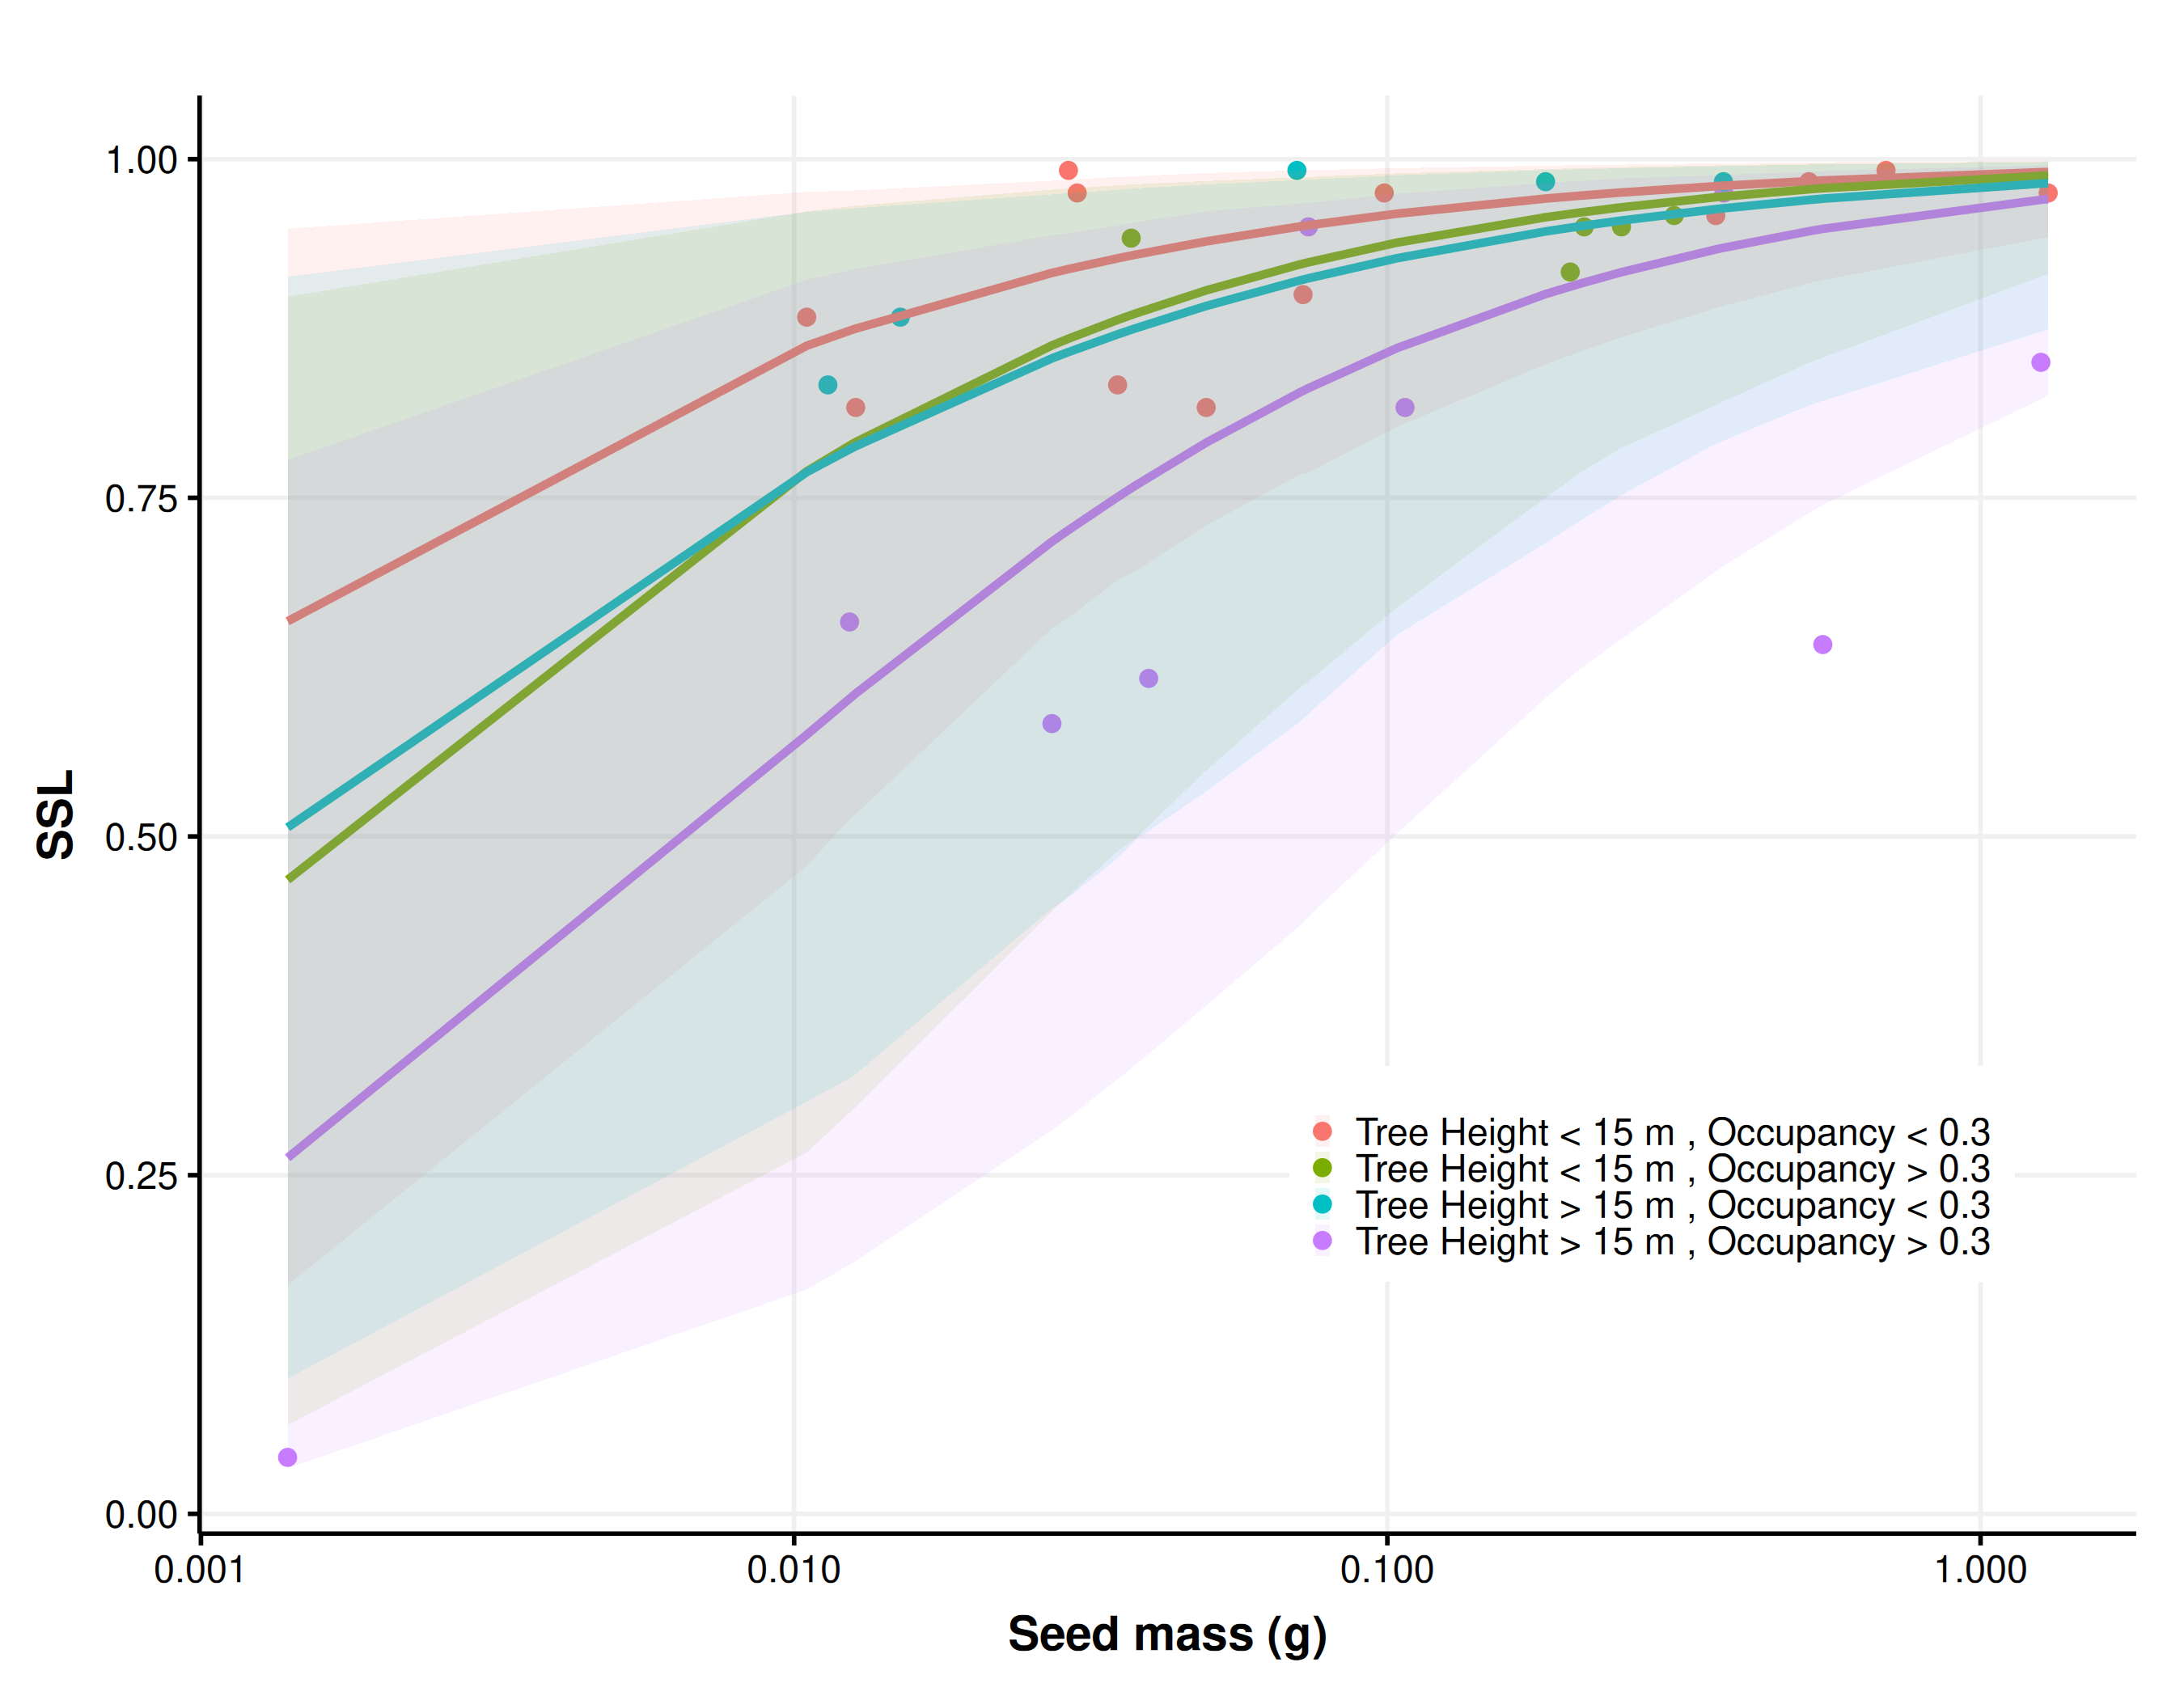 1.00
0.75
0.50
0.25
0.00
SSL
Tree Height < 15 m , Occupancy < 0.3
Tree Height < 15 m , Occupancy > 0.3
Tree Height > 15 m , Occupancy < 0.3
Tree Height > 15 m , Occupancy > 0.3
0.001 0.010 0.100 1.000
Seed mass (g)